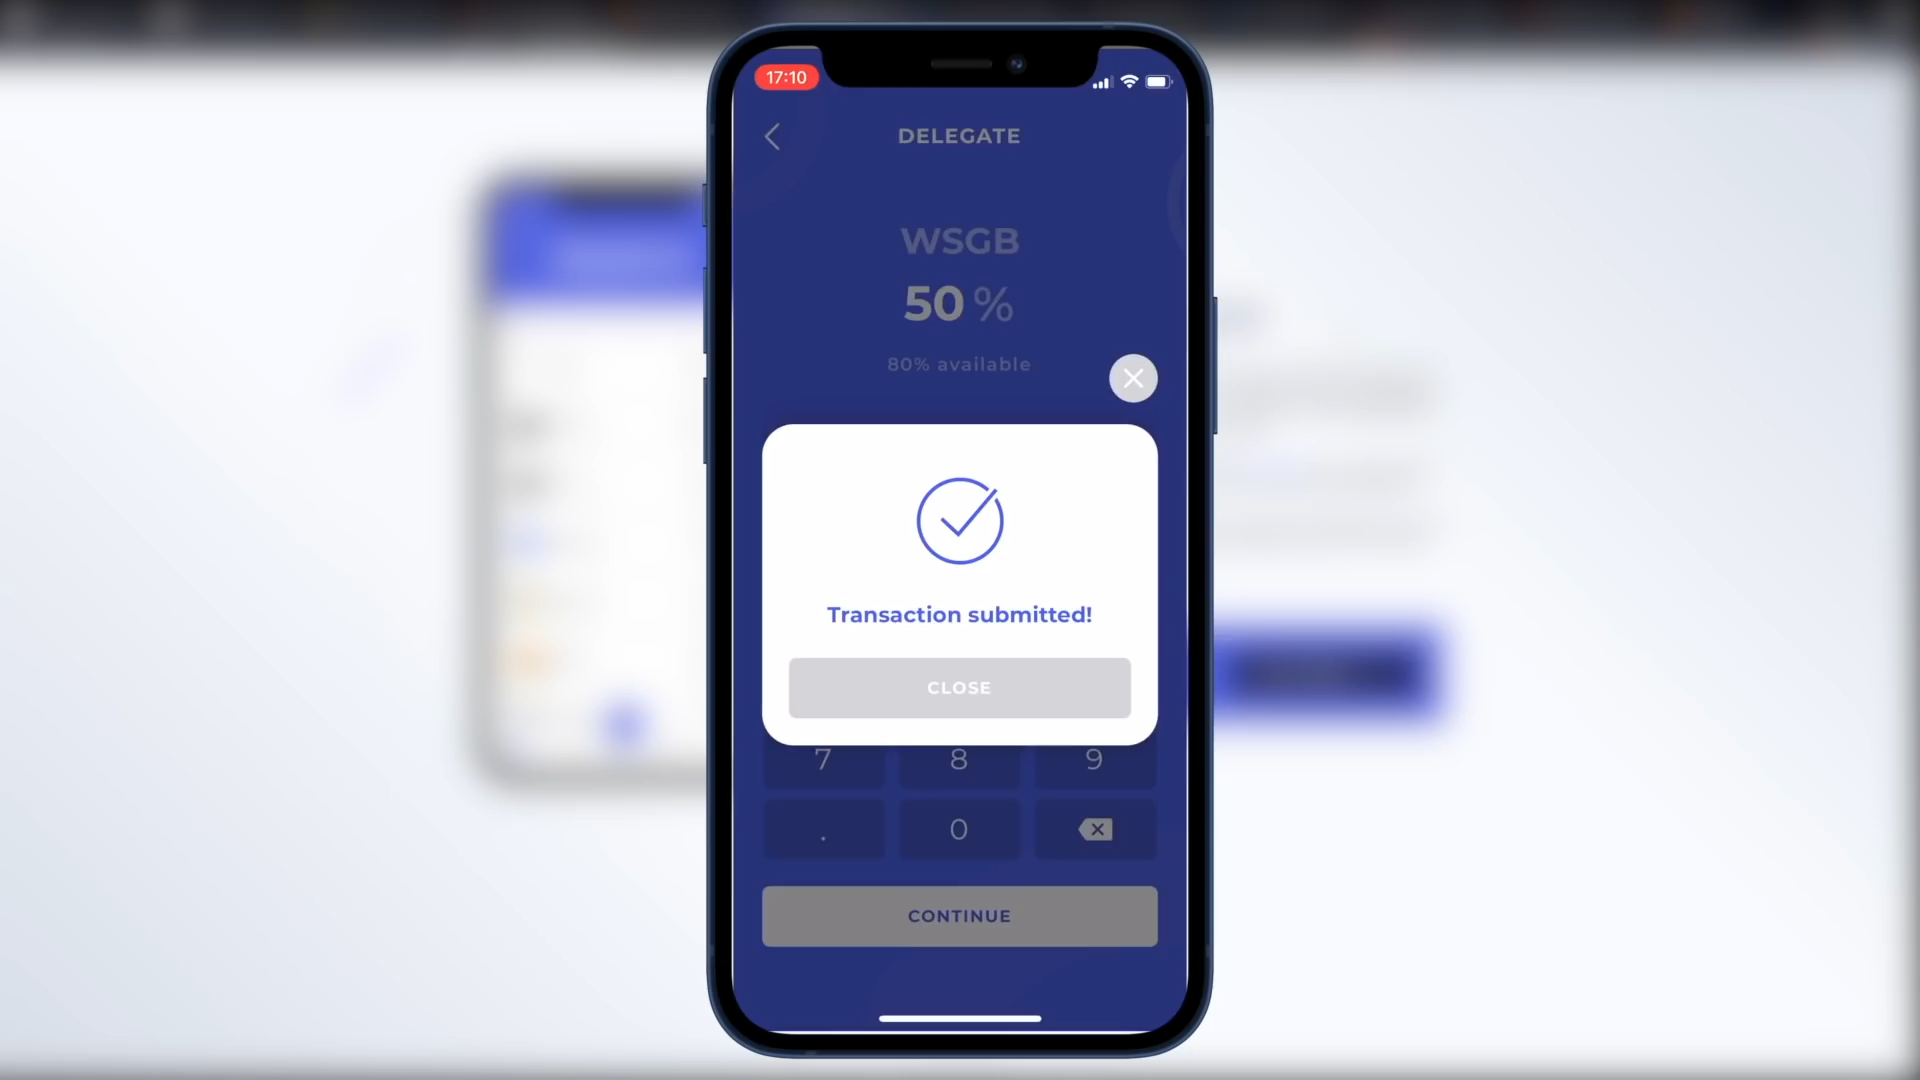 17:10
DELEGATE
WSGB
50 %
80% available
Transaction submitted!
CLOSE
7 8 9
. 0
CONTINUE